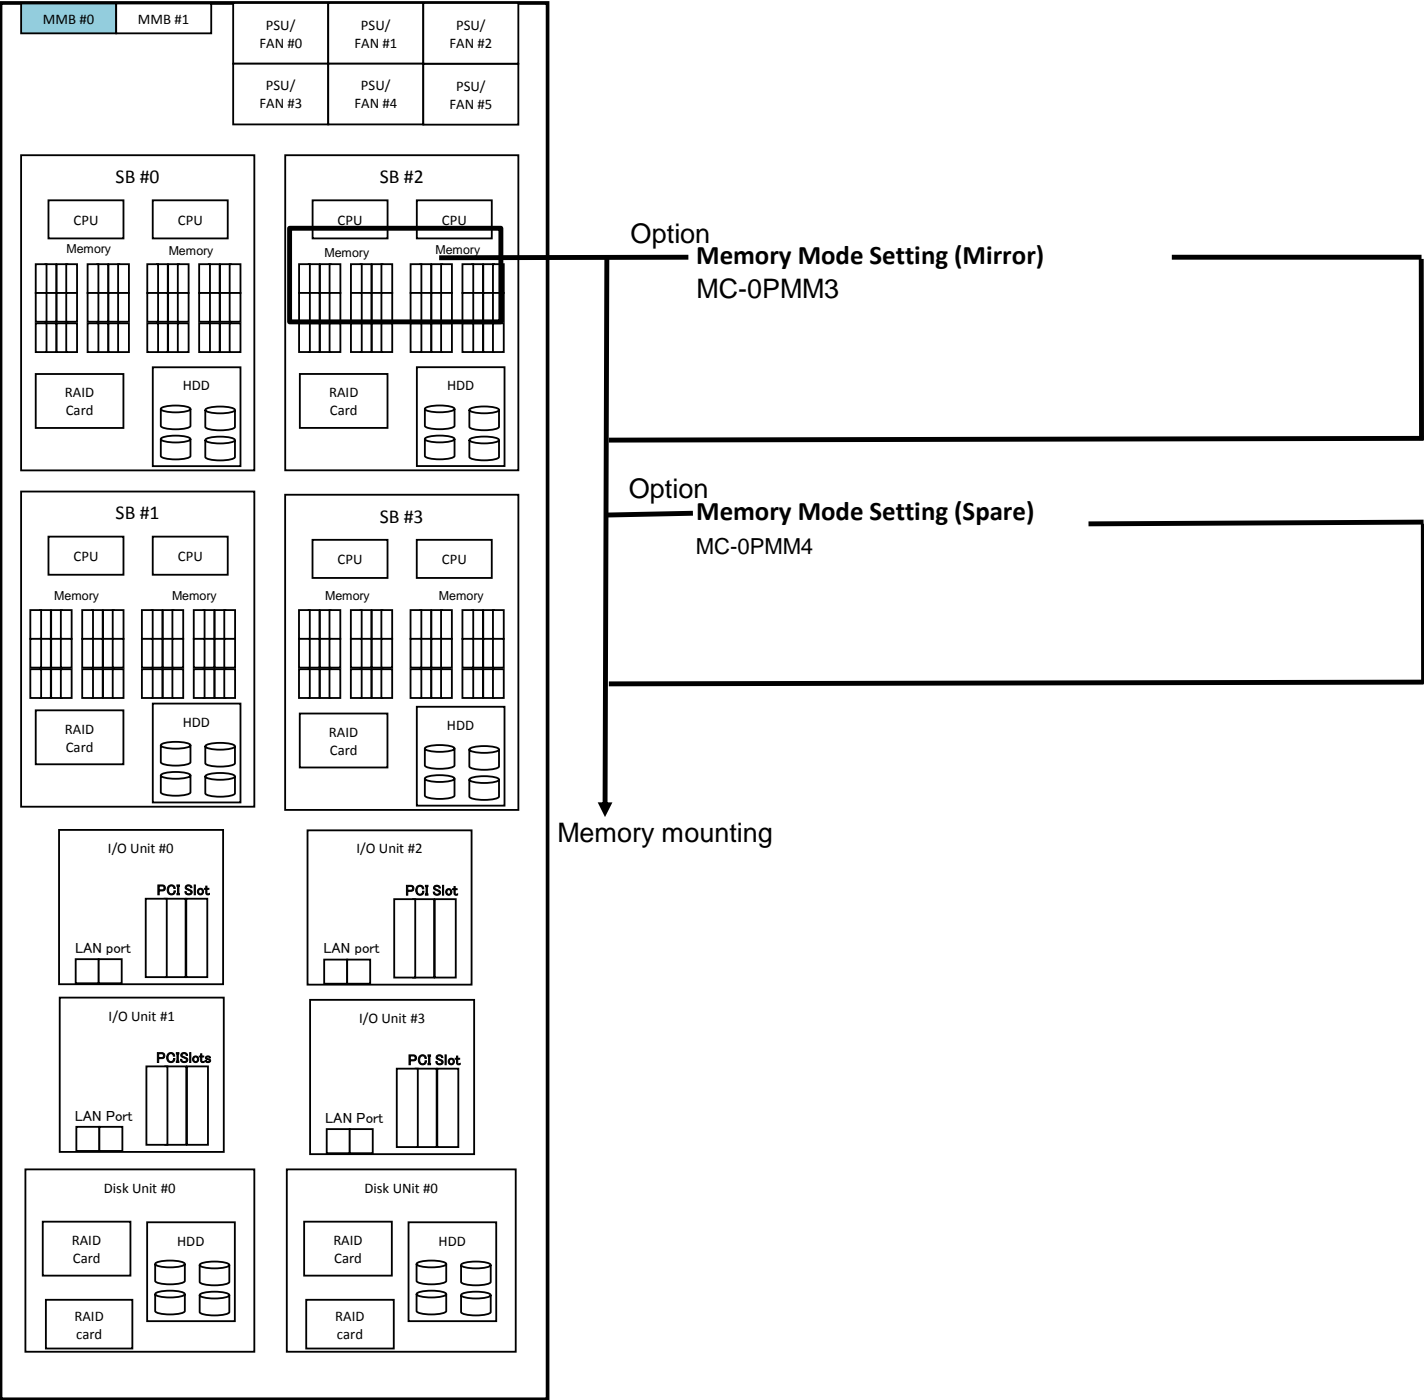 MMB #0
MMB #1
PSU/
FAN #0
PSU/
FAN #1
PSU/
FAN #2
PSU/
FAN #3
PSU/
FAN #4
PSU/
FAN #5
SB #0
CPU
CPU
Memory
Memory
RAID
Card
HDD
SB #2
CPU
CPU
Memory
Memory
RAID
Card
HDD
Option
Memory Mode Setting (Mirror)
MC-0PMM3
SB #1
CPU
CPU
Memory
Memory
RAID
Card
HDD
SB #3
CPU
CPU
Memory
Memory
RAID
Card
HDD
Option
Memory Mode Setting (Spare)
MC-0PMM4
Memory mounting
I/O Unit #0
PCI Slot
LAN port
I/O Unit #2
PCI Slot
LAN port
I/O Unit #1
PCISlots
LAN Port
I/O Unit #3
PCI Slot
LAN Port
Disk Unit #0
RAID
Card
HDD
RAID
card
Disk UNit #0
RAID
Card
HDD
RAID
card